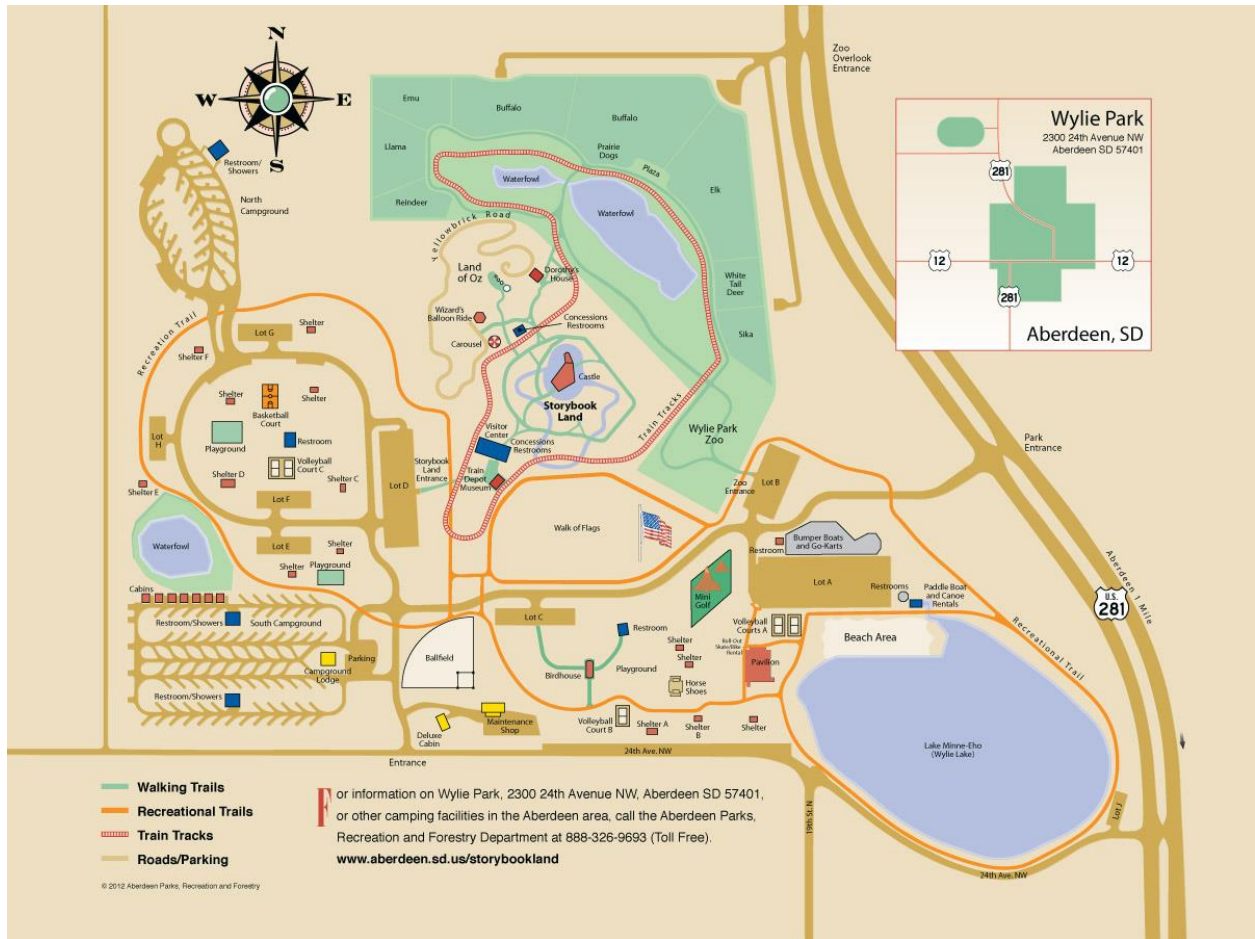 N
W
E
S
Zoo
Overlook
Entrance
Wylie Park
2300 24th Avenue NW
Aberdeen SD 57401
281
12
12
281
Aberdeen, SD
Emu
Buffalo
Buffalo
Llama
Prairie
Dogs
Plaza
Elk
Reindeer
Waterfowl
Waterfowl
White
Tail
Deer
Sika
Restroom/
Showers
North
Campground
Yellowbrick Road
Land
of Oz
Dorothy's
House
Wizard's
Balloon Ride
Concessions
Restrooms
Carousel
Castle
Storybook
Land
Train Tracks
Wylie Park
Zoo
Recreation Trail
Lot G
Shelter
Shelter F
Shelter
Shelter
Basketball
Court
Lot
H
Playground
Restroom
Volleyball
Court C
Shelter D
Shelter C
Shelter E
Lot F
Lot E
Shelter
Shelter
Playground
Waterfowl
Storybook
Land
Entrance
Lot D
Visitor
Center
Concessions
Restrooms
Train
Depot
Museum
Walk of Flags
Zoo
Entrance
Lot B
Park
Entrance
Restroom
Bumper Boats
and Go-Karts
Lot A
Mini
Golf
Restrooms
Paddle Boat
and Canoe
Rentals
Aberdeen 1 Mile
U.S.
281
Cabins
Restroom/Showers
South Campground
Parking
Campground
Lodge
Restroom/Showers
Ballfield
Lot C
Restroom
Birdhouse
Playground
Shelter
Shelter
Horse
Shoes
Volleyball
Courts A
Roll-Out
Skate/Bike
Rental
Pavilion
Beach Area
Recreational Trail
Lake Minne-Eho
(Wylie Lake)
Deluxe
Cabin
Maintenance
Shop
Volleyball
Court B
Shelter A
Shelter
B
Shelter
Entrance
24th Ave. NW
19th St. N
24th Ave. NW
Lot J
Walking Trails
Recreational Trails
Train Tracks
Roads/Parking
For information on Wylie Park, 2300 24th Avenue NW, Aberdeen SD 57401,
or other camping facilities in the Aberdeen area, call the Aberdeen Parks,
Recreation and Forestry Department at 888-326-9693 (Toll Free).
www.aberdeen.sd.us/storybookland
© 2012 Aberdeen Parks, Recreation and Forestry